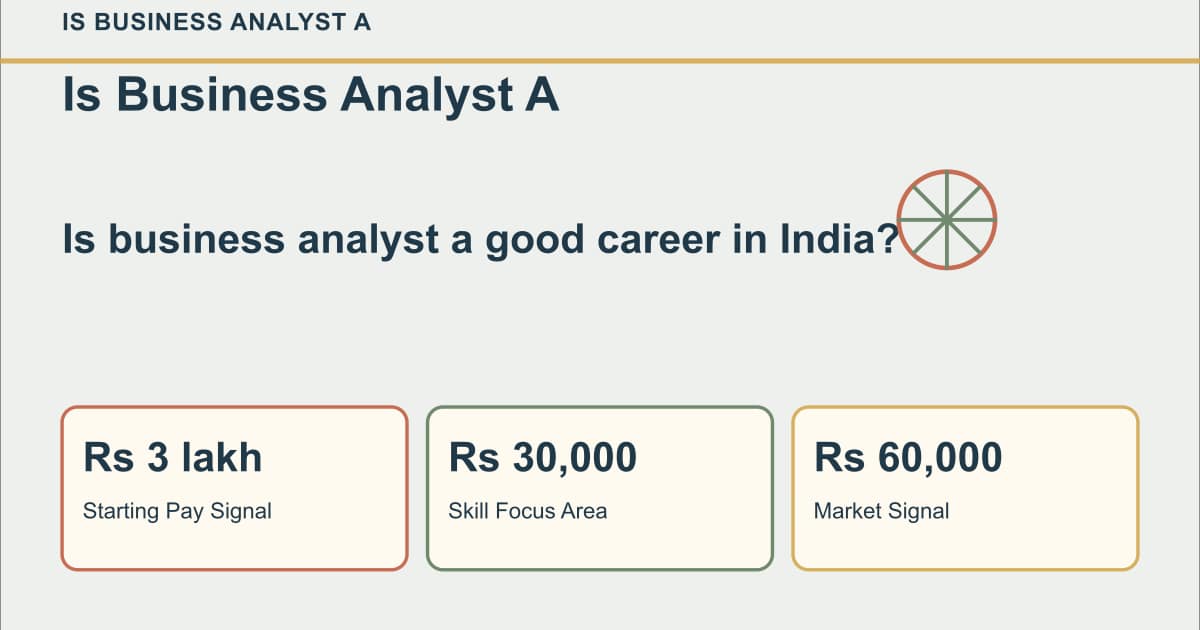 IS BUSINESS ANALYST A
Is Business Analyst A
Is business analyst a good career in India?
Rs 3 lakh
Starting Pay Signal
Rs 30,000
Skill Focus Area
Rs 60,000
Market Signal